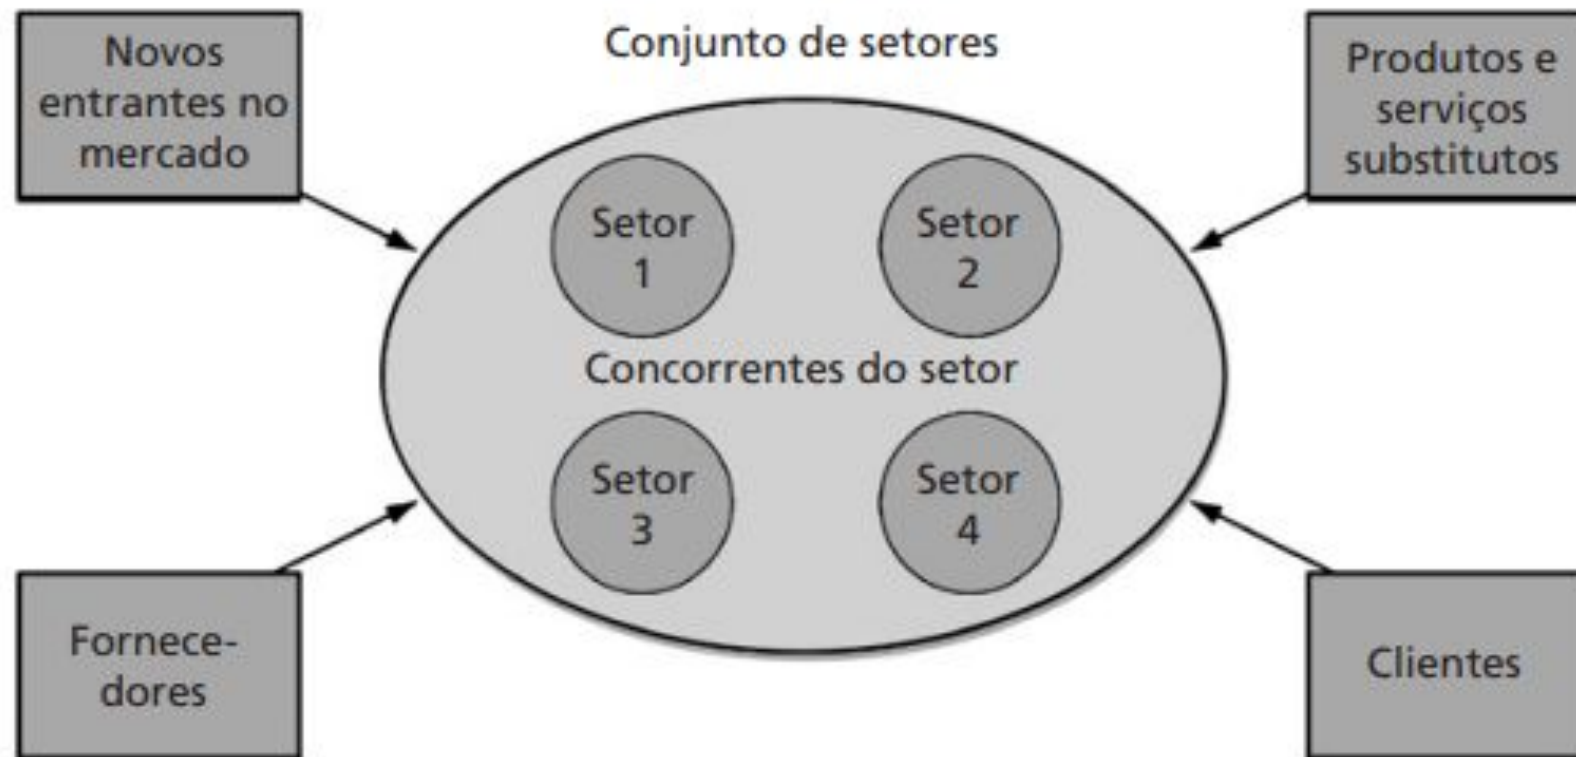 Novos
entrantes no
mercado
Conjunto de setores
Produtos e
serviços
substitutos
Setor
1
Setor
2
Concorrentes do setor
Setor
3
Setor
4
Fornece-
dores
Clientes